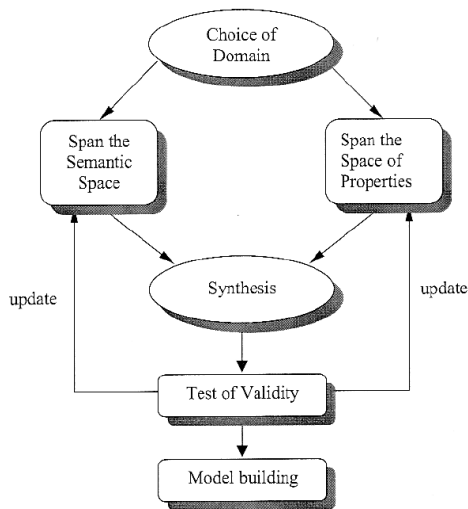 Choice of
Domain
Span the
Semantic
Space
Span the
Space of
Properties
Synthesis
update
update
Test of Validity
Model building